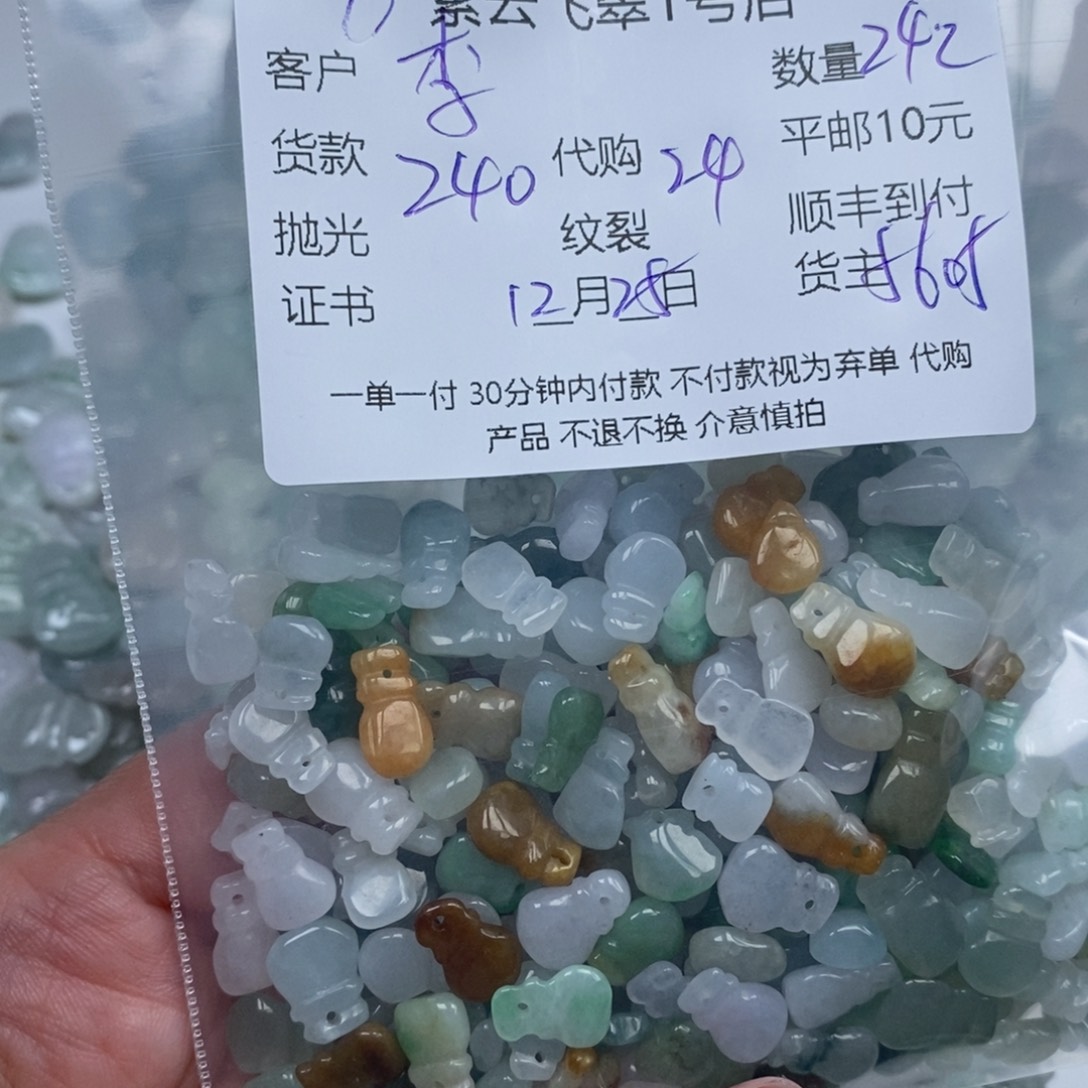 紫云飞翠1号店
客户 李 数量 242
货款 240 代购 24 平邮10元
抛光 纹裂 顺丰到付
证书 12月28日 货主 5605
一单一付 30分钟内付款 不付款视为弃单 代购
产品 不退不换 介意慎拍